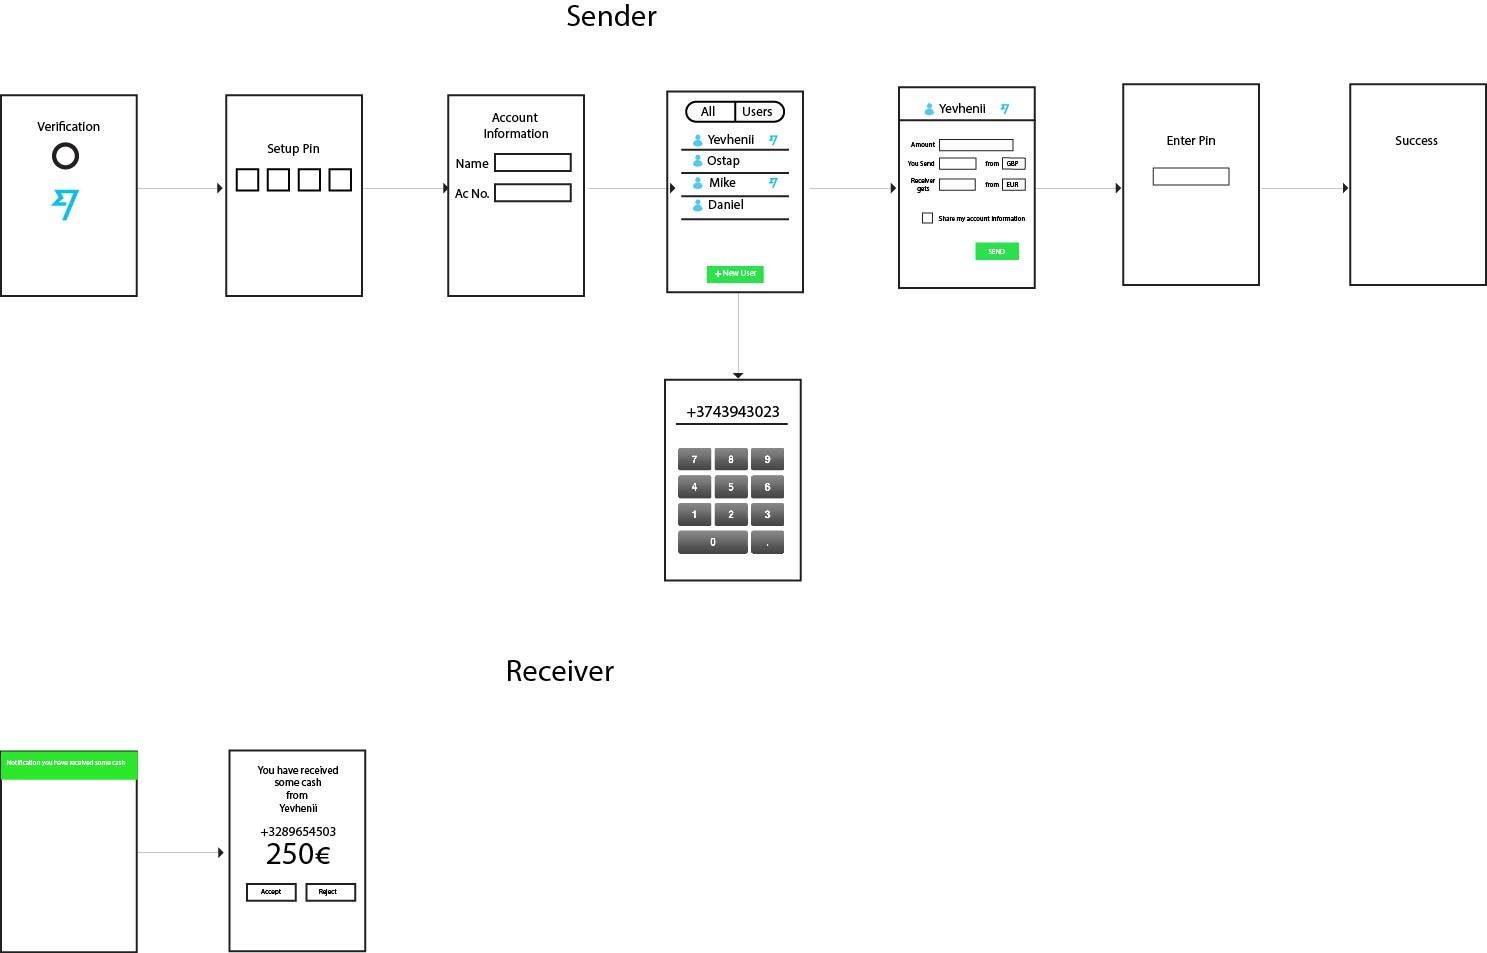 Sender
Verification
Setup Pin
Account
Information
Name
Ac No.
All
Users
Yevhenii
Ostap
Mike
Daniel
+ New User
Yevhenii
Amount
You Send
from
GBP
Receiver
gets
from
EUR
Share my account information
SEND
Enter Pin
Success
+3743943023
7 8 9
4 5 6
1 2 3
0 .
Receiver
Notification you have received some cash
You have received
some cash
from
Yevhenii
+3289654503
250€
Accept
Reject